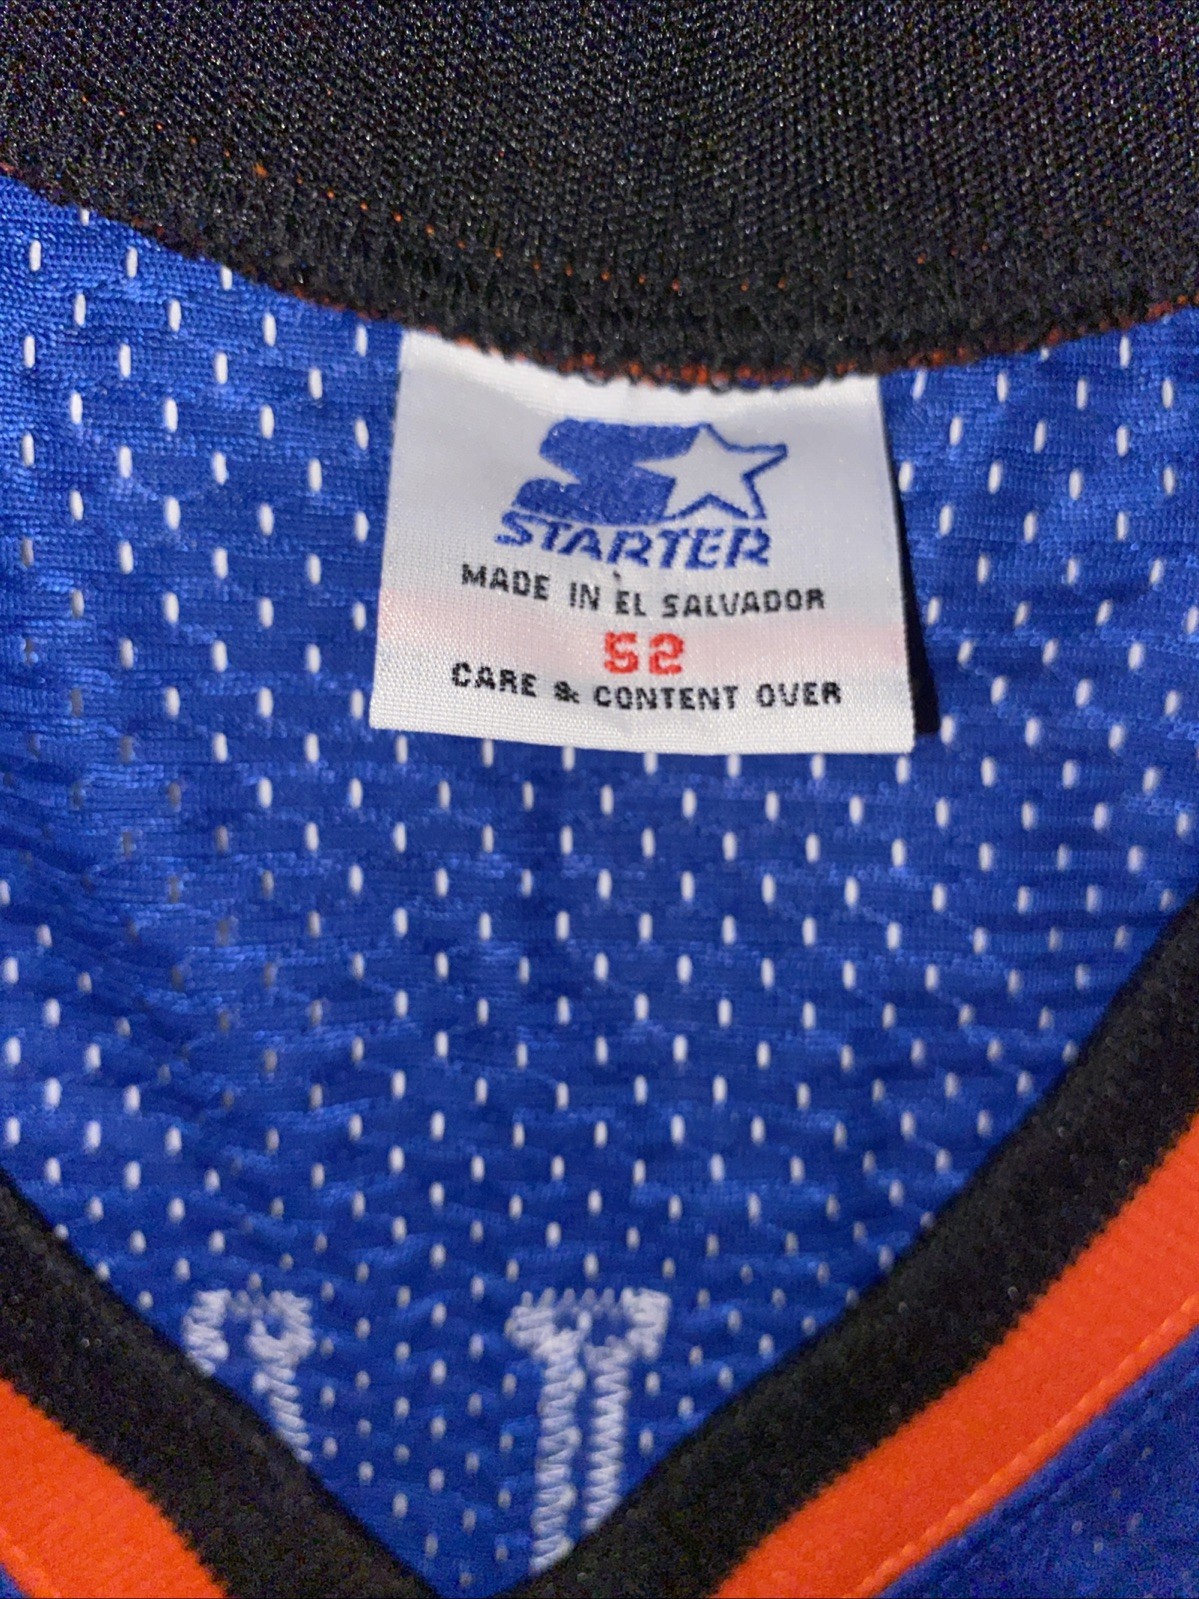 STARTER
MADE IN EL SALVADOR
52
CARE & CONTENT OVER